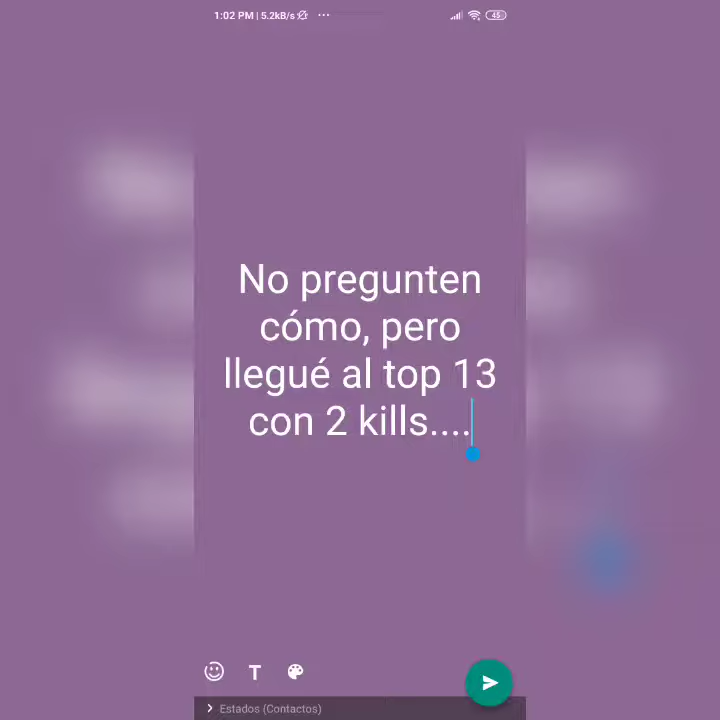 1:02 PM | 5.2kB/s ...
45
No pregunten
cómo, pero
llegué al top 13
con 2 kills....
T
Estados (Contactos)